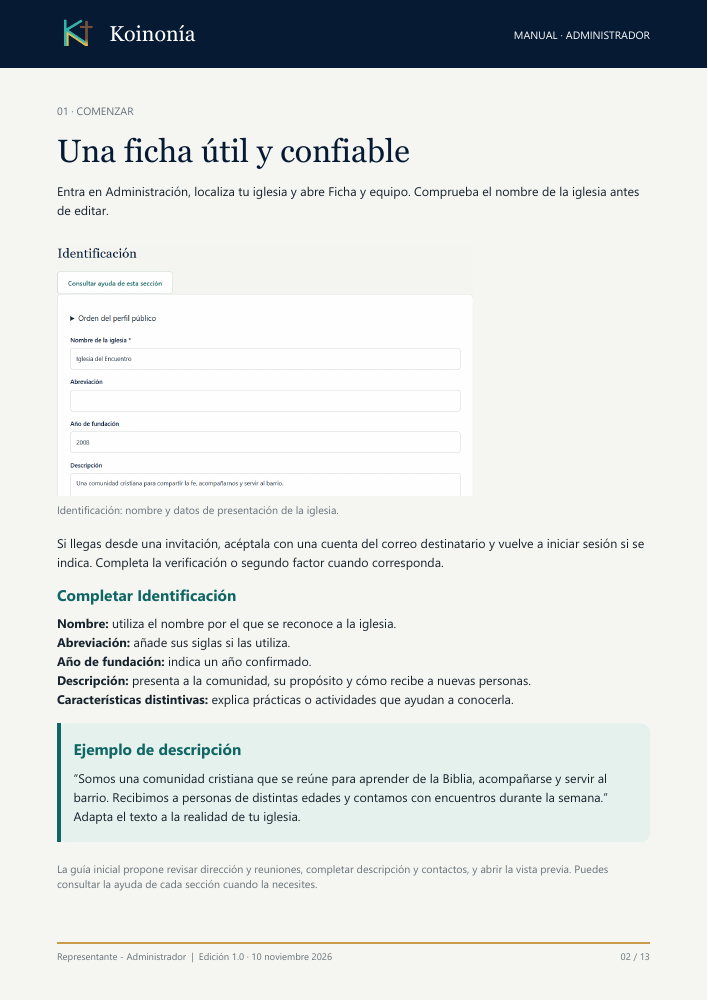 Koinonía
MANUAL · ADMINISTRADOR
01 · COMENZAR
Una ficha útil y confiable
Entra en Administración, localiza tu iglesia y abre Ficha y equipo. Comprueba el nombre de la iglesia antes
de editar.
Identificación
Consultar ayuda de esta sección
▶ Orden del perfil público
Nombre de la iglesia *
Iglesia del Encuentro
Abreviación
Año de fundación
2008
Descripción
Una comunidad cristiana para compartir la fe, acompañarnos y servir al barrio.
Identificación: nombre y datos de presentación de la iglesia.
Si llegas desde una invitación, acéptala con una cuenta del correo destinatario y vuelve a iniciar sesión si se
indica. Completa la verificación o segundo factor cuando corresponda.
Completar Identificación
Nombre: utiliza el nombre por el que se reconoce a la iglesia.
Abreviación: añade sus siglas si las utiliza.
Año de fundación: indica un año confirmado.
Descripción: presenta a la comunidad, su propósito y cómo recibe a nuevas personas.
Características distintivas: explica prácticas o actividades que ayudan a conocerla.
Ejemplo de descripción
“Somos una comunidad cristiana que se reúne para aprender de la Biblia, acompañarse y servir al
barrio. Recibimos a personas de distintas edades y contamos con encuentros durante la semana.”
Adapta el texto a la realidad de tu iglesia.
La guía inicial propone revisar dirección y reuniones, completar descripción y contactos, y abrir la vista previa. Puedes
consultar la ayuda de cada sección cuando la necesites.
Representante - Administrador | Edición 1.0 · 10 noviembre 2026
02 / 13